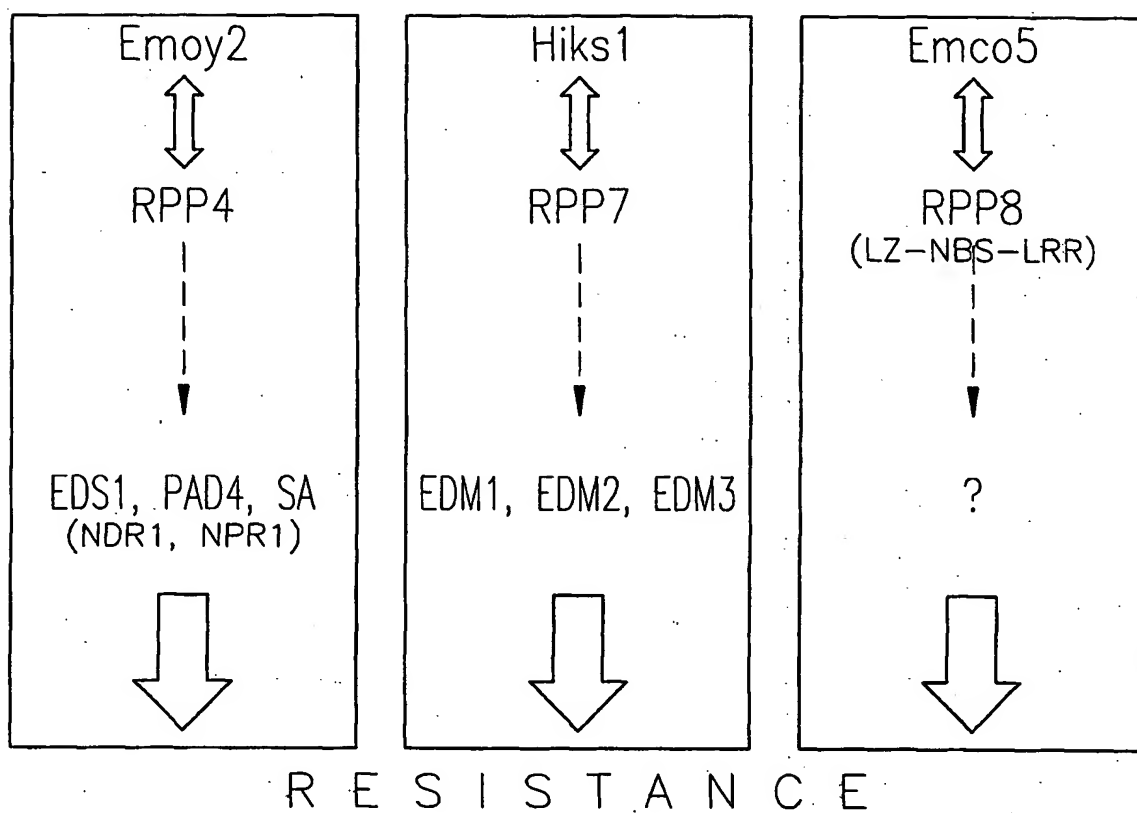 Emoy2
RPP4
EDS1, PAD4, SA
(NDR1, NPR1)
Hiks1
RPP7
EDM1, EDM2, EDM3
Emco5
RPP8
(LZ-NBS-LRR)
?
RESISTANCE